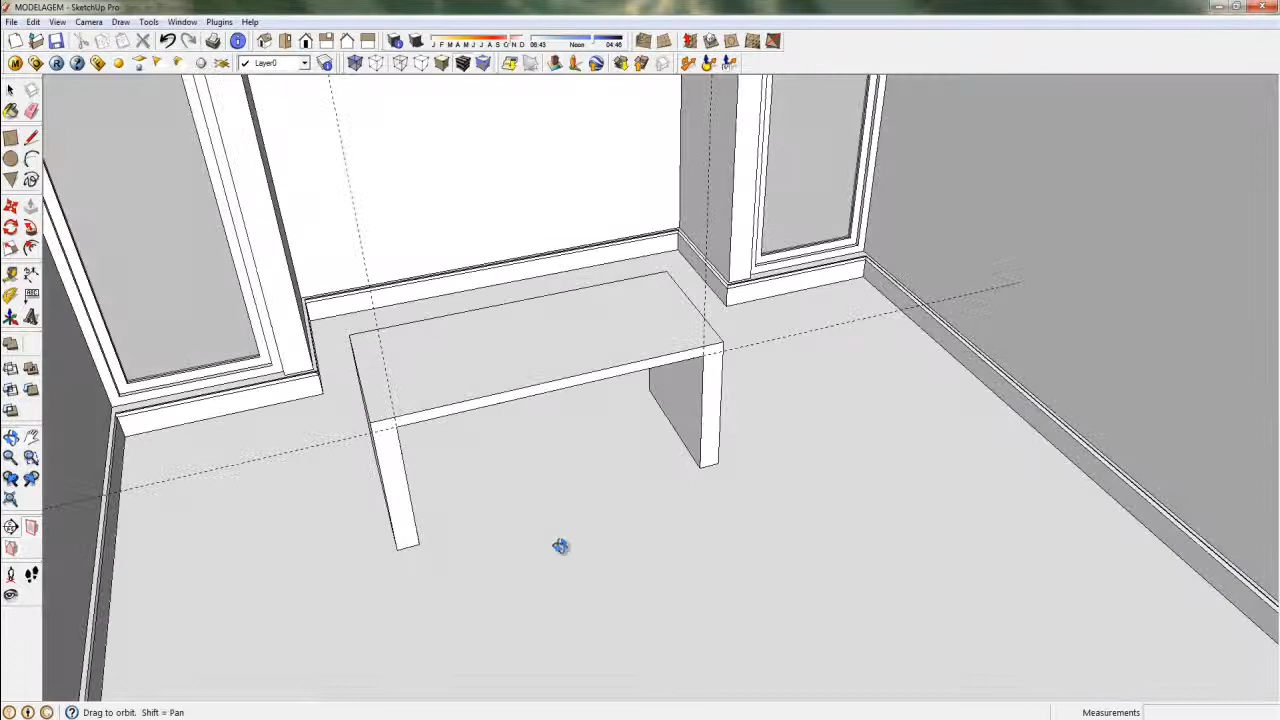 MODELAGEM - SketchUp Pro
File Edit View Camera Draw Tools Window Plugins Help
J F M A M J J A S O N D 06:43 Noon 04:46
Layer0
Drag to orbit. Shift = Pan
Measurements